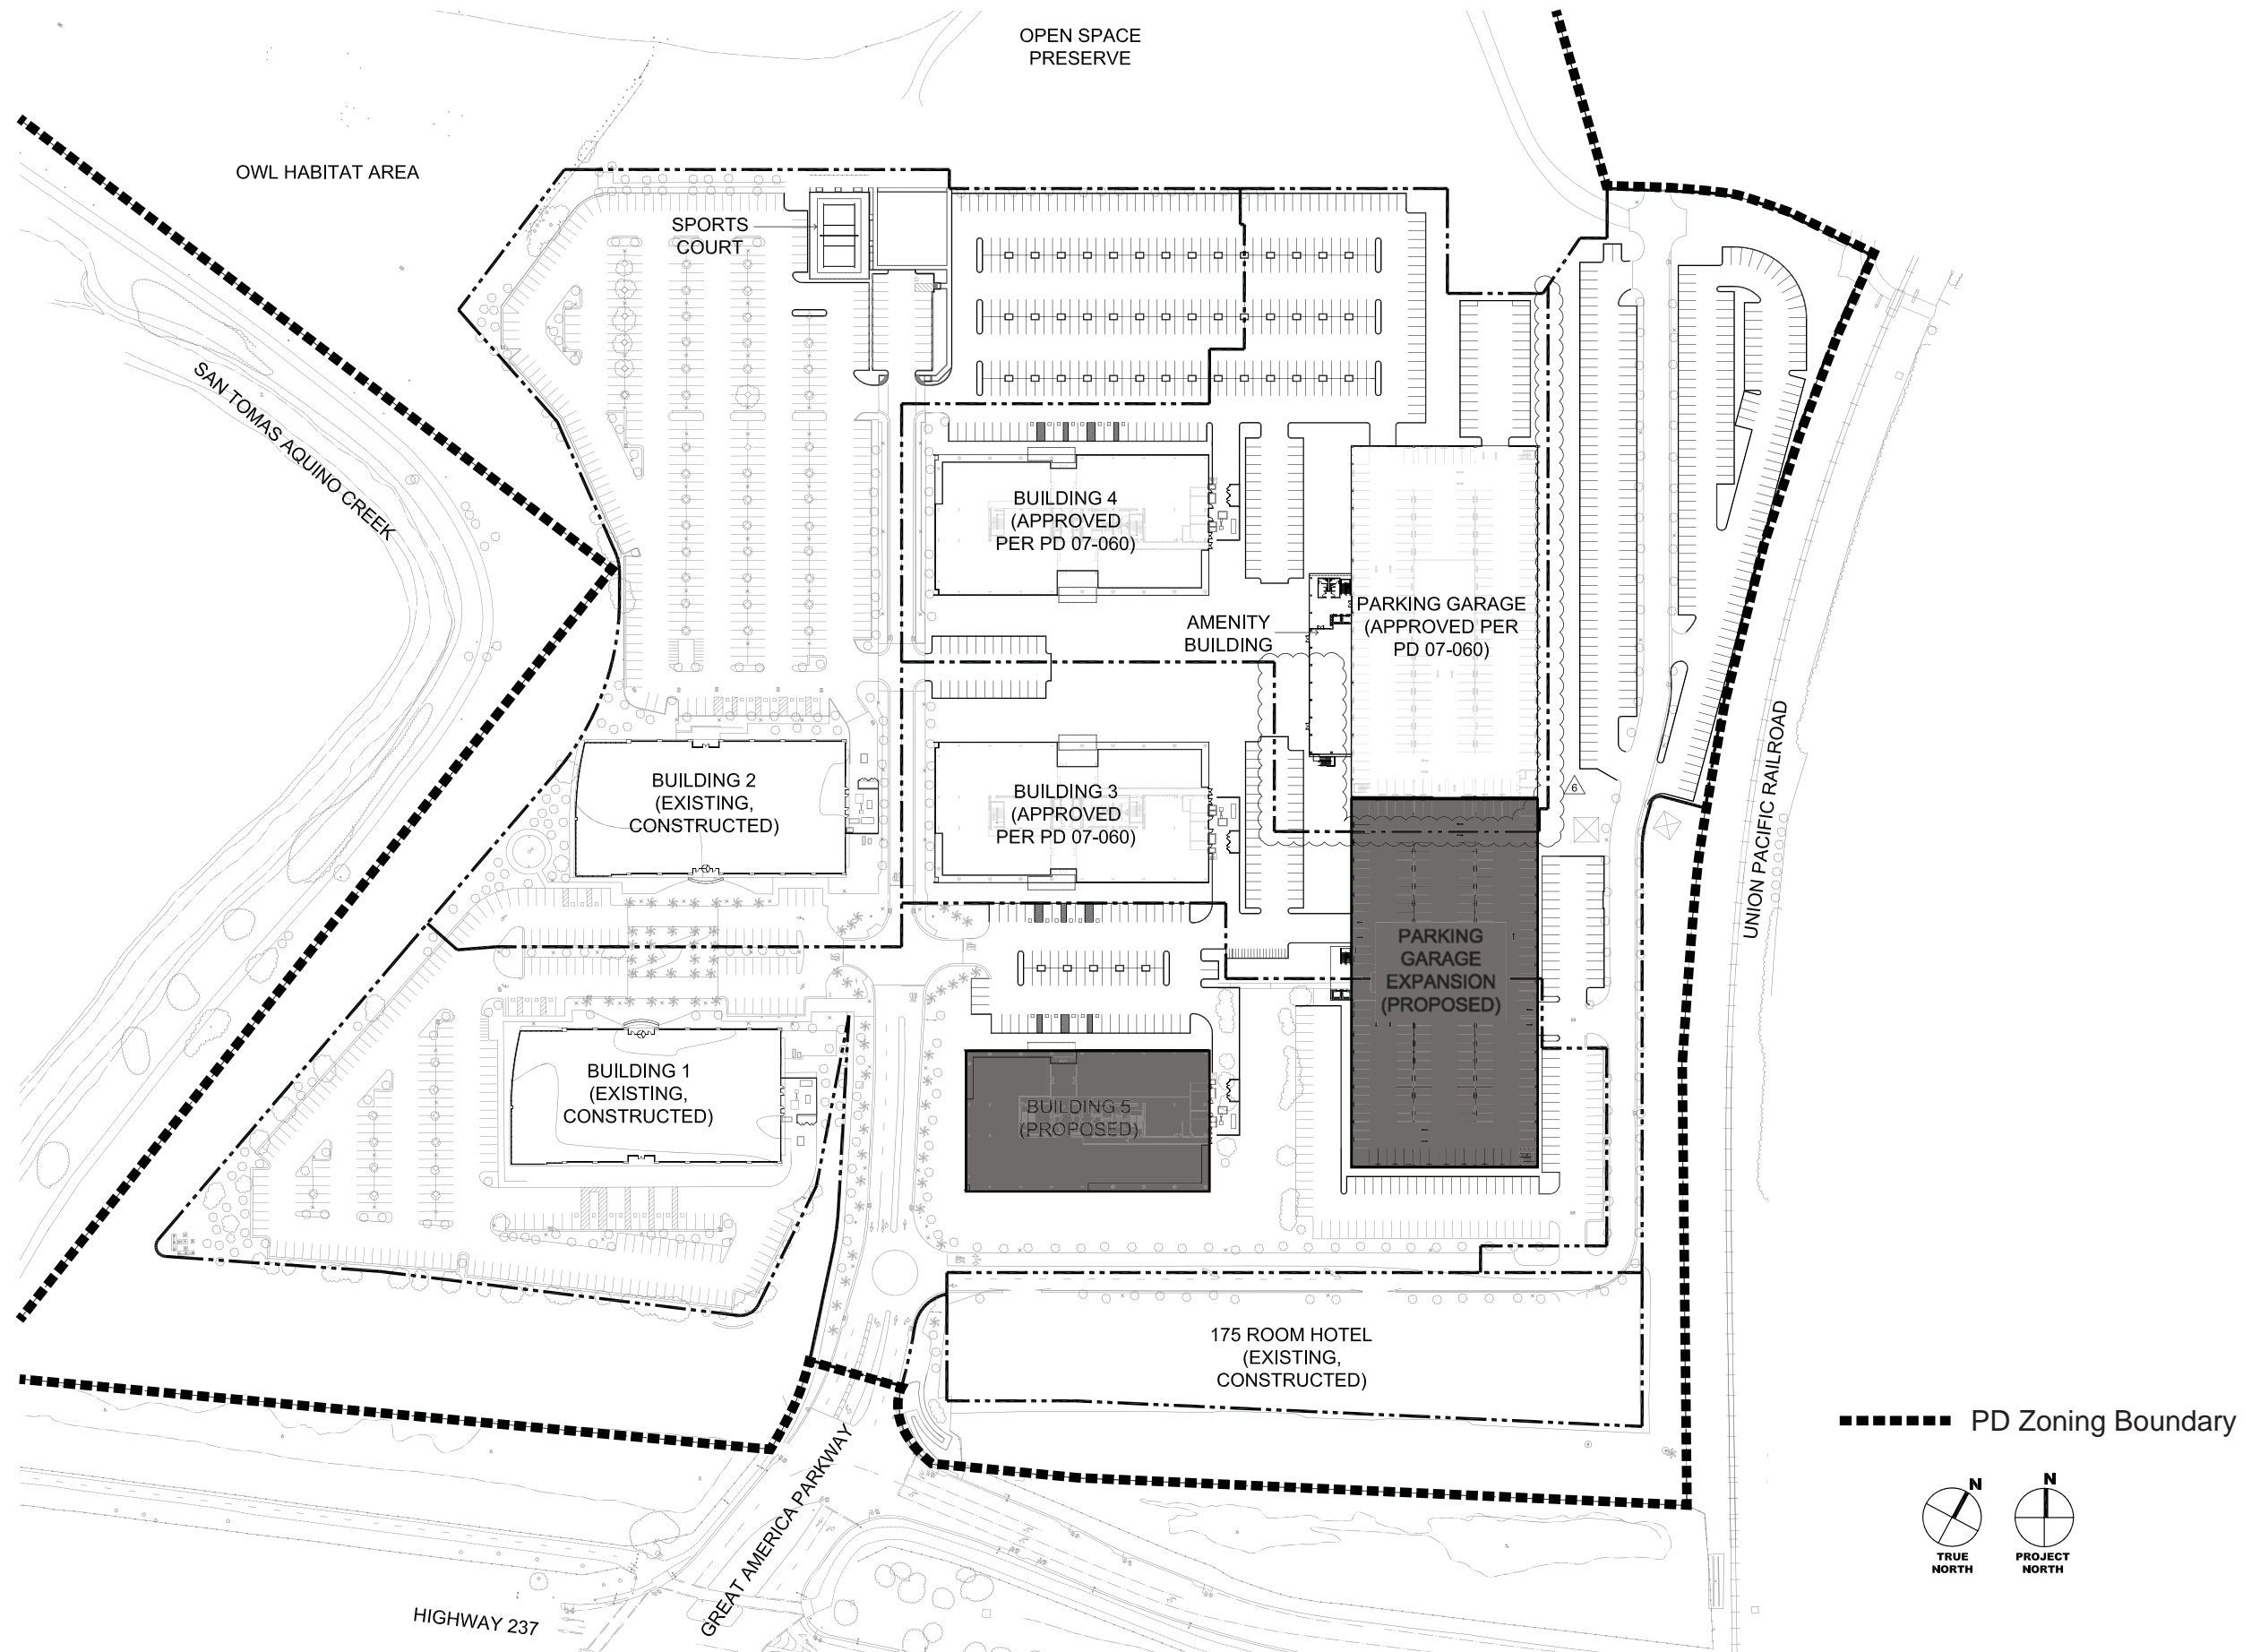 OPEN SPACE
PRESERVE
OWL HABITAT AREA
SPORTS
COURT
SAN TOMAS AQUINO CREEK
BUILDING 4
(APPROVED
PER PD 07-060)
AMENITY
BUILDING
PARKING GARAGE
(APPROVED PER
PD 07-060)
BUILDING 2
(EXISTING,
CONSTRUCTED)
BUILDING 3
(APPROVED
PER PD 07-060)
6
UNION PACIFIC RAILROAD
PARKING
GARAGE
EXPANSION
(PROPOSED)
BUILDING 1
(EXISTING,
CONSTRUCTED)
BUILDING 5
(PROPOSED)
175 ROOM HOTEL
(EXISTING,
CONSTRUCTED)
GREAT AMERICA PARKWAY
HIGHWAY 237
PD Zoning Boundary
N
TRUE
NORTH
N
PROJECT
NORTH